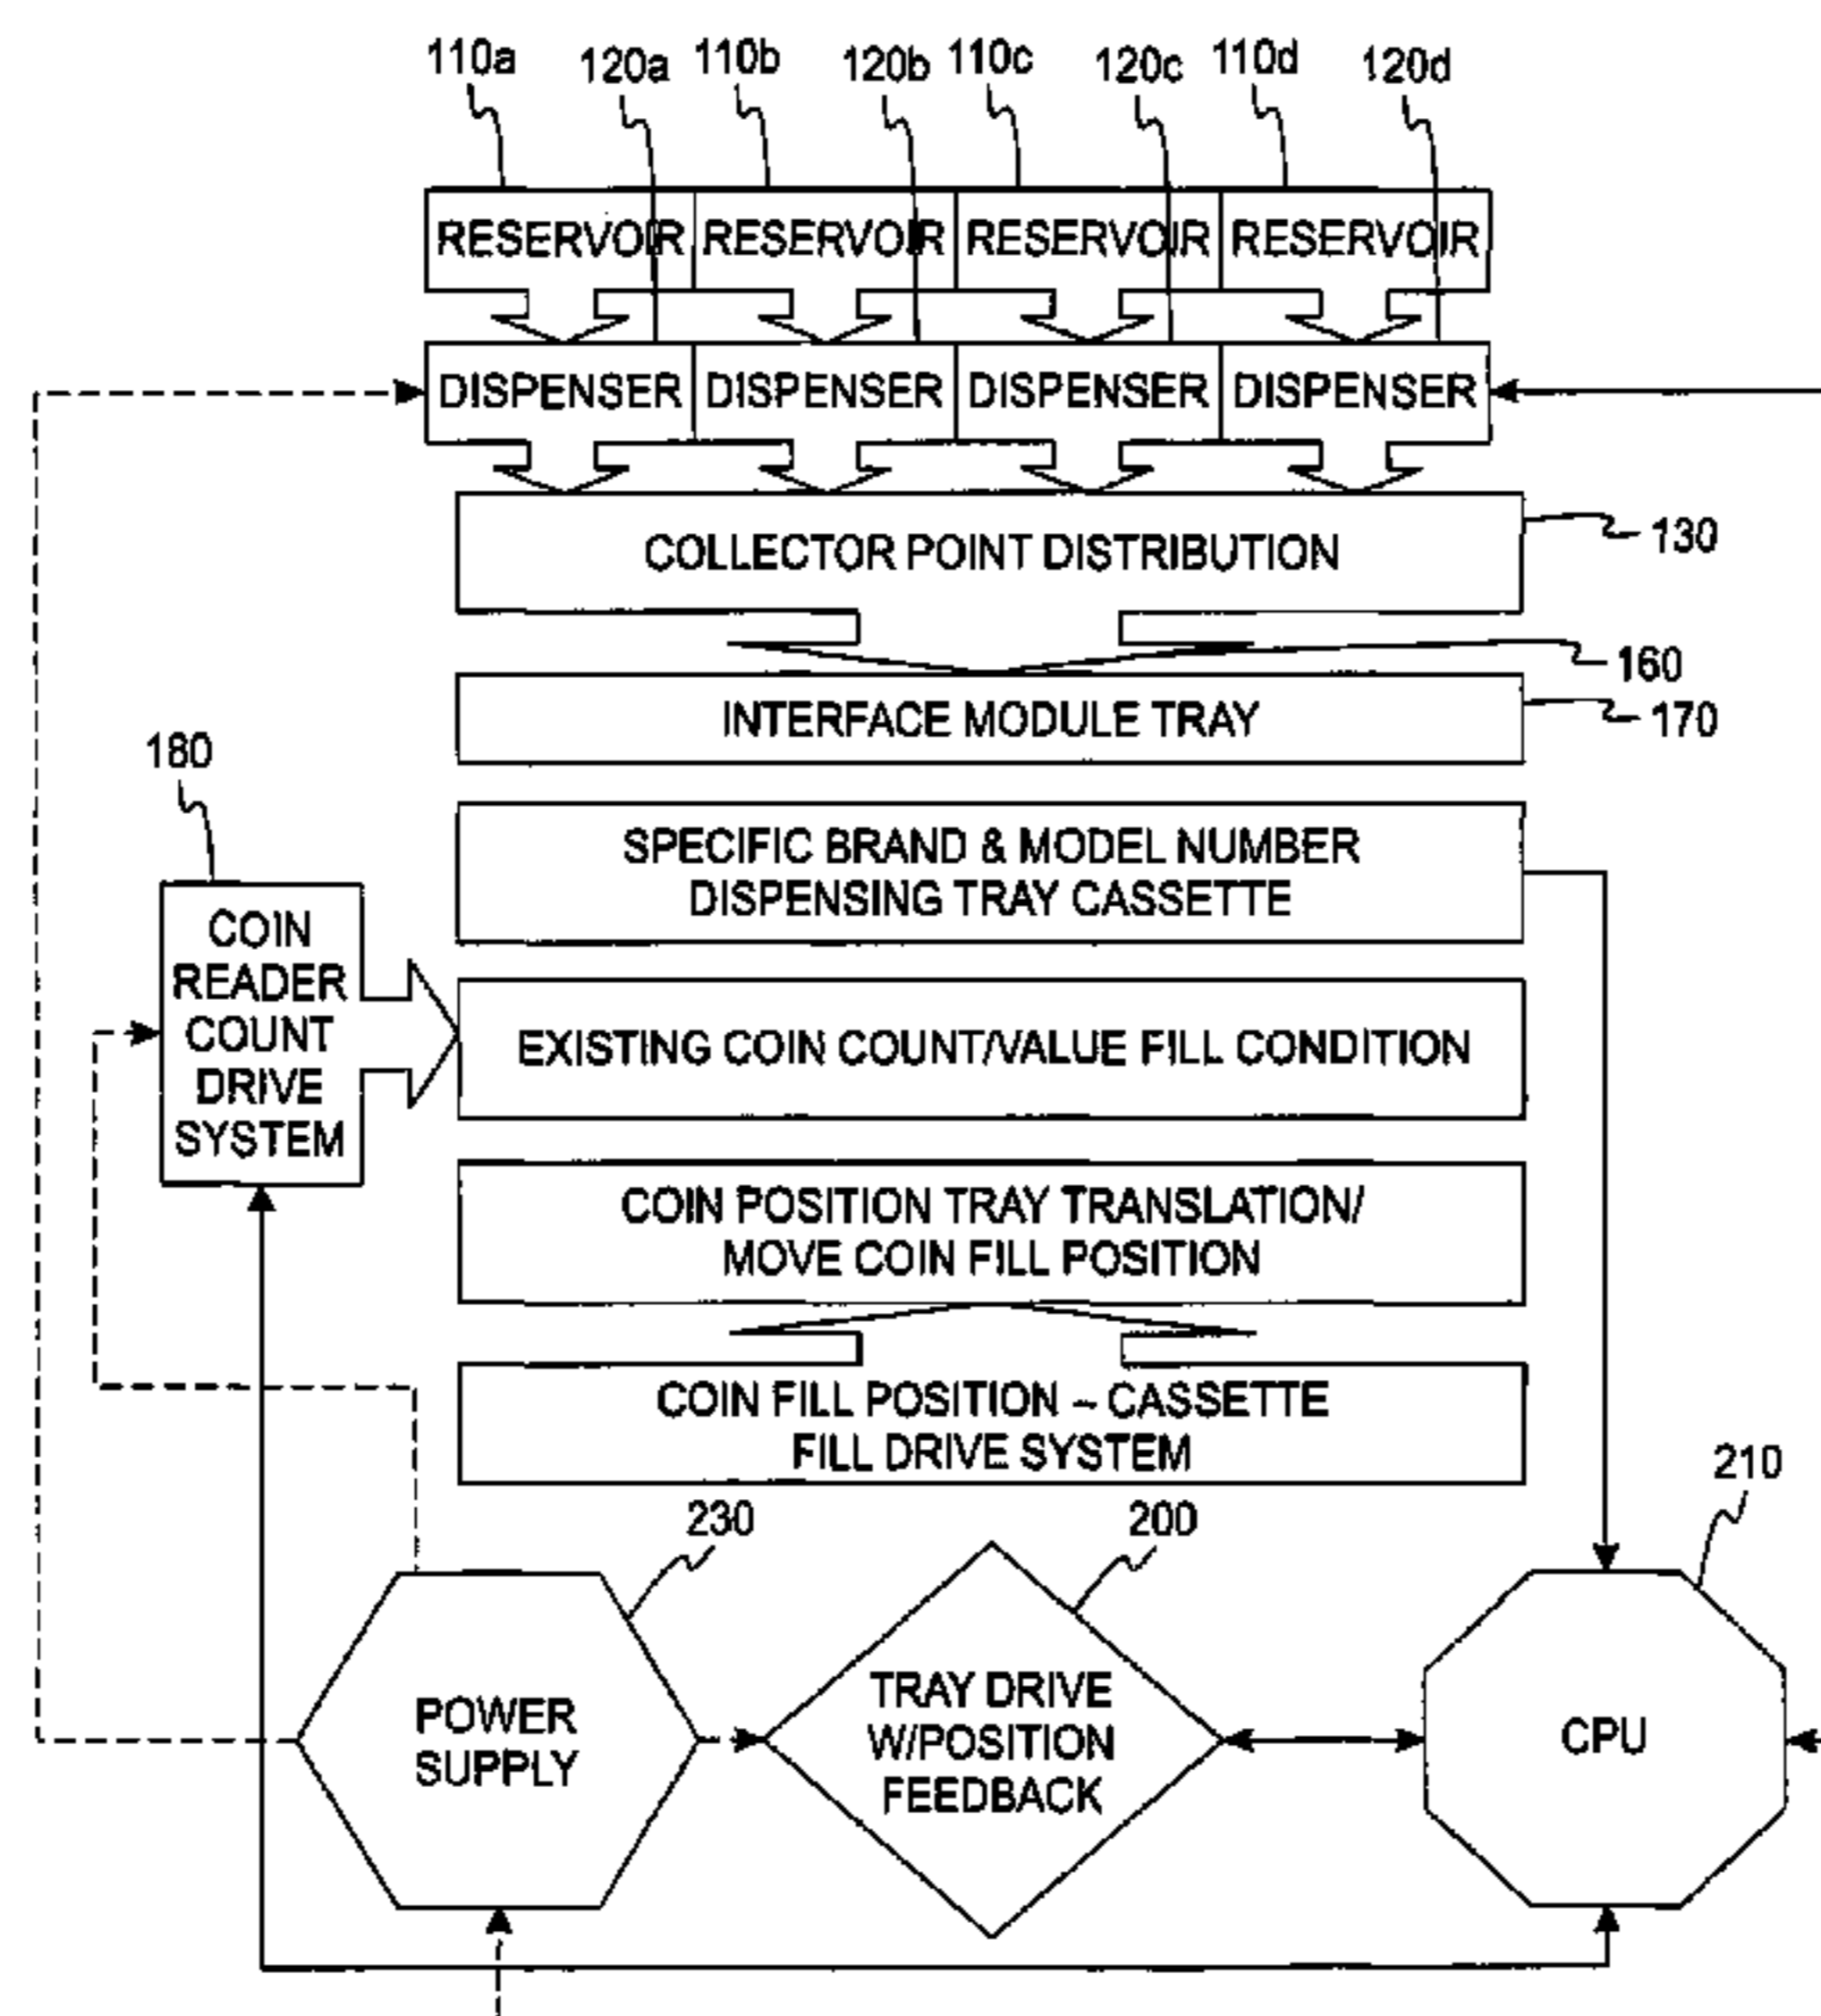 110a 120a 110b 120b 110c 120c 110d 120d
RESERVOIR RESERVOIR RESERVOIR RESERVOIR
DISPENSER DISPENSER DISPENSER DISPENSER
COLLECTOR POINT DISTRIBUTION
130
160
INTERFACE MODULE TRAY
170
180
SPECIFIC BRAND & MODEL NUMBER
DISPENSING TRAY CASSETTE
COIN
READER
COUNT
DRIVE
SYSTEM
EXISTING COIN COUNT/VALUE FILL CONDITION
COIN POSITION TRAY TRANSLATION/
MOVE COIN FILL POSITION
COIN FILL POSITION – CASSETTE
FILL DRIVE SYSTEM
230
200
210
POWER
SUPPLY
TRAY DRIVE
W/POSITION
FEEDBACK
CPU